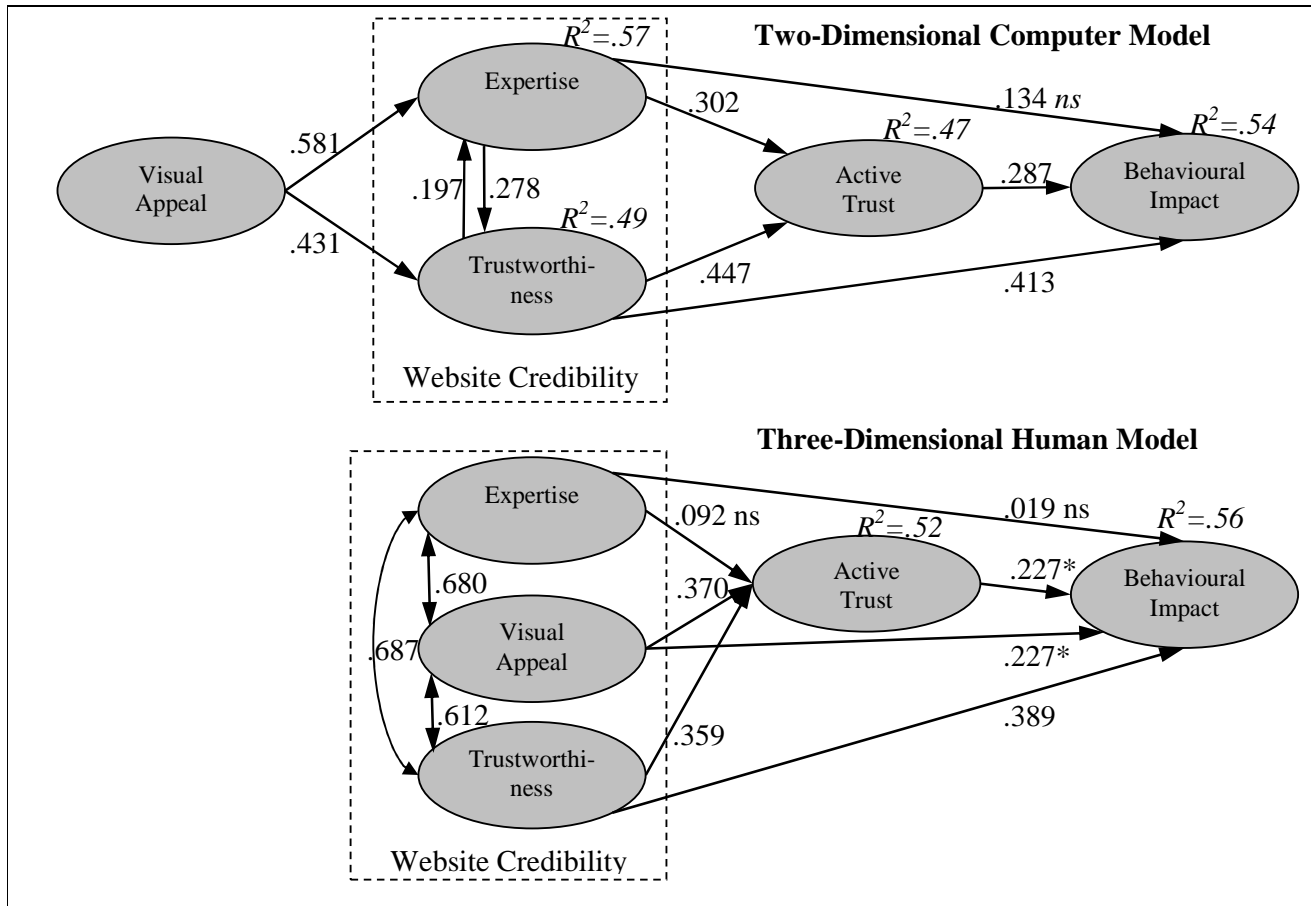 Two-Dimensional Computer Model
R²=.57
Expertise
.134 ns
.302
R²=.47
R²=.54
.581
Visual
Appeal
.197
.278
Active
Trust
.287
Behavioural
Impact
.431
R²=.49
Trustworthi-
ness
.447
.413
Website Credibility
Three-Dimensional Human Model
Expertise
.092 ns
.019 ns
R²=.52
R²=.56
Active
Trust
.227*
Behavioural
Impact
.680
.370
.687
Visual
Appeal
.227*
.612
.359
.389
Trustworthi-
ness
Website Credibility